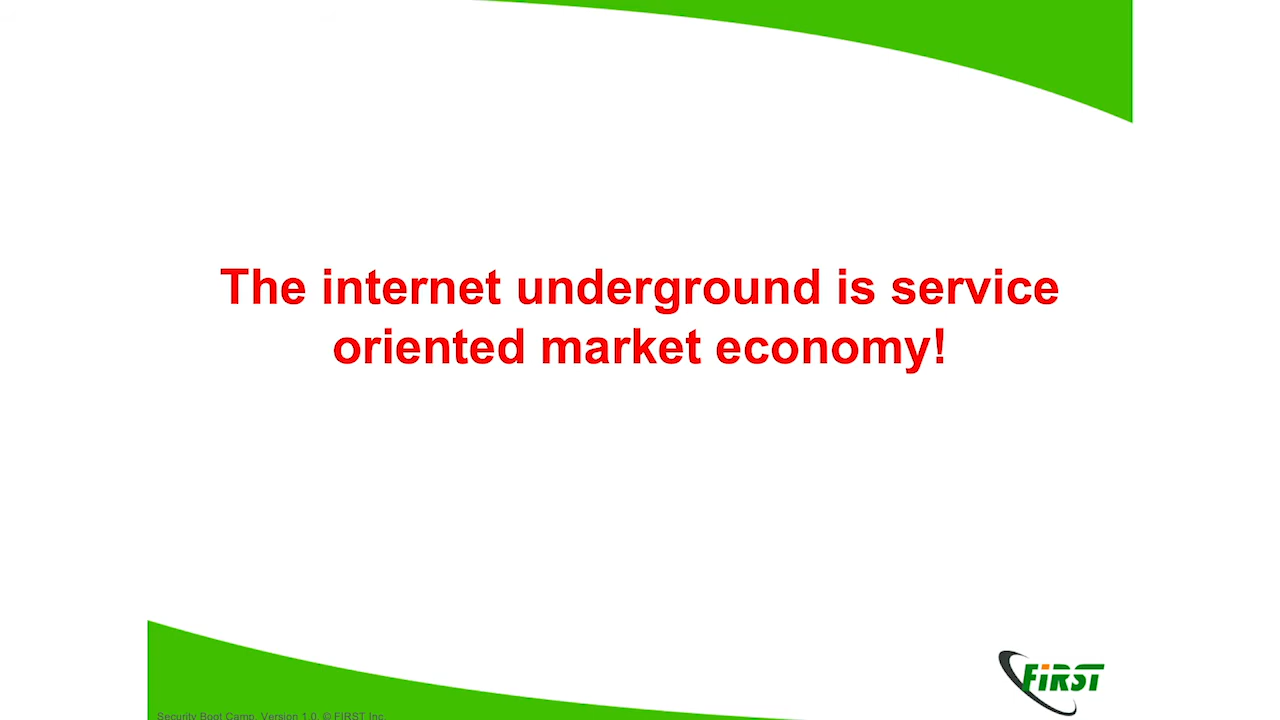 The internet underground is service
oriented market economy!
FiRST
Security Boot Camp, Version 1.0, © FIRST Inc.